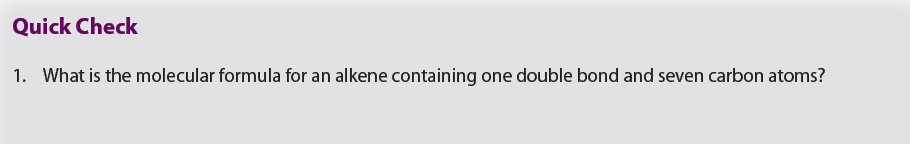 Quick Check
1. What is the molecular formula for an alkene containing one double bond and seven carbon atoms?